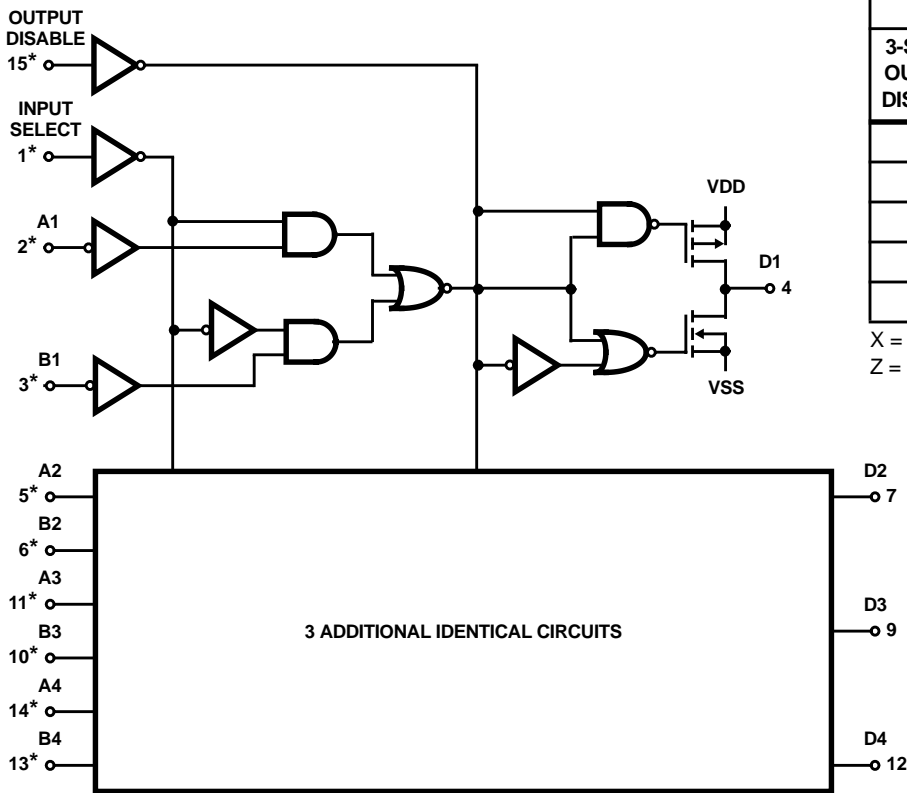 OUTPUT
DISABLE
15*
INPUT
SELECT
1*
A1
2*
B1
3*
VDD
D1
4
VSS
A2
5*
B2
6*
A3
11*
B3
10*
A4
14*
B4
13*
3 ADDITIONAL IDENTICAL CIRCUITS
D2
7
D3
9
D4
12
X =
Z =